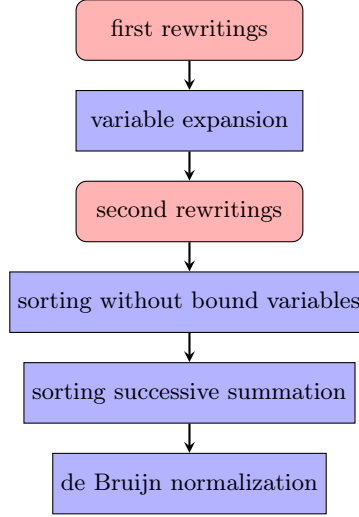 first rewritings
variable expansion
second rewritings
sorting without bound variables
sorting successive summation
de Bruijn normalization